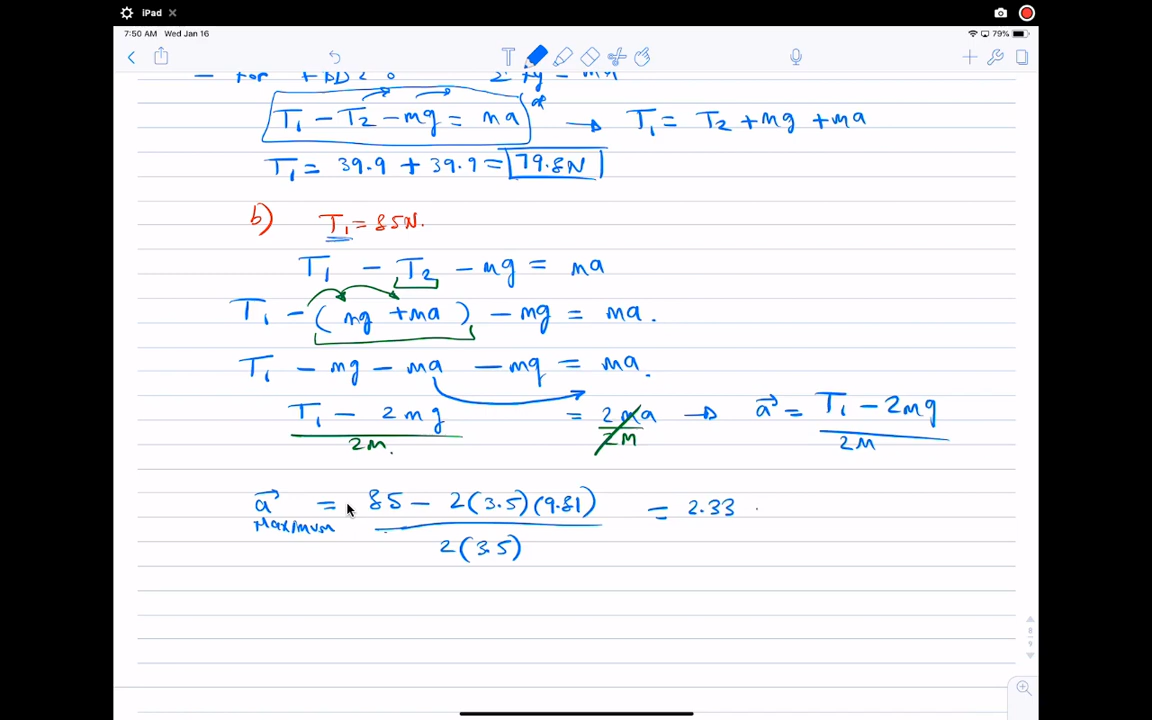 iPad
7:50 AM Wed Jan 16
79%
T
T₁ - T₂ - mg = ma → T₁ = T₂ + mg + ma
T₁ = 39.9 + 39.9 = 79.8N
b) T₁ = 85N.
T₁ - T₂ - mg = ma
T₁ - ( mg + ma ) - mg = ma.
T₁ - mg - ma - mg = ma.
T₁ - 2mg = 2ma → a = T₁ - 2mg
2M. 2M 2M
a = 85 - 2(3.5)(9.81) = 2.33
Maximum
2(3.5)